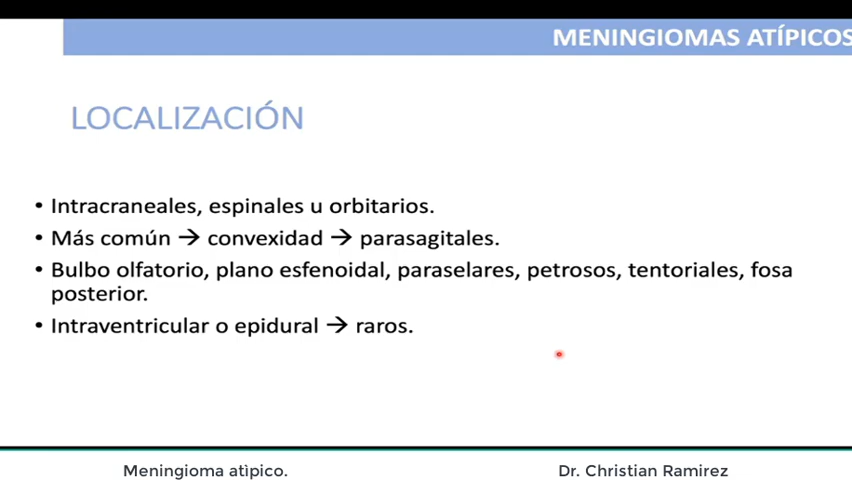 MENINGIOMAS ATÍPICOS
LOCALIZACIÓN
• Intracraneales, espinales u orbitarios.
• Más común → convexidad → parasagitales.
• Bulbo olfatorio, plano esfenoidal, paraselares, petrosos, tentoriales, fosa
posterior.
• Intraventricular o epidural → raros.
Meningioma atìpico.
Dr. Christian Ramirez